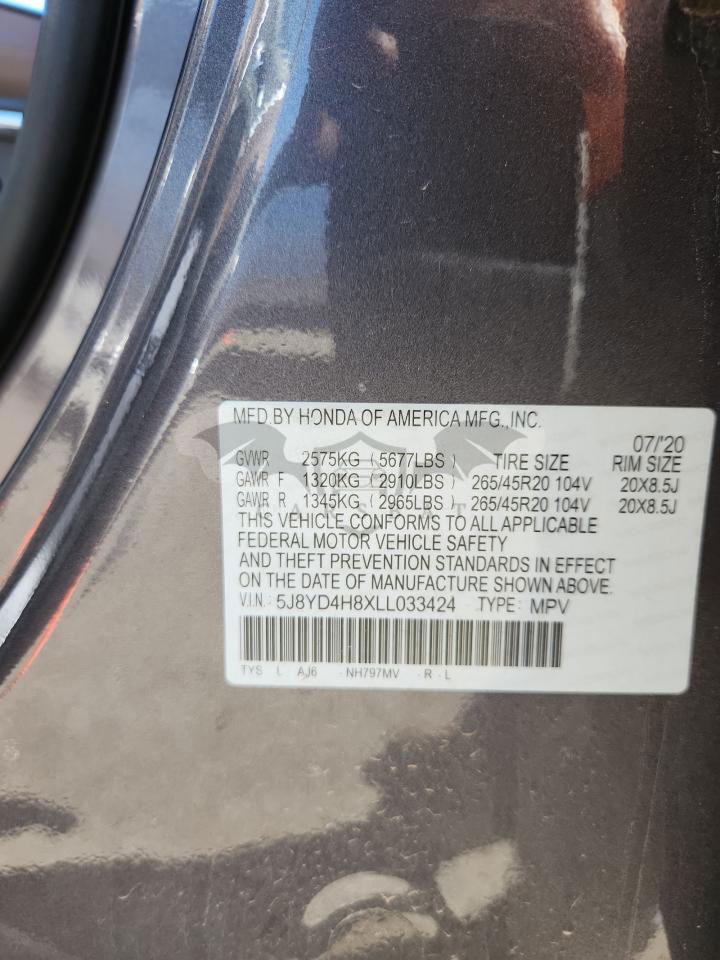 MFD.BY HONDA OF AMERICA MFG.,INC.
07/'20
GVWR 2575KG (5677LBS) TIRE SIZE RIM SIZE
GAWR F 1320KG (2910LBS) 265/45R20 104V 20X8.5J
GAWR R 1345KG (2965LBS) 265/45R20 104V 20X8.5J
THIS VEHICLE CONFORMS TO ALL APPLICABLE
FEDERAL MOTOR VEHICLE SAFETY
AND THEFT PREVENTION STANDARDS IN EFFECT
ON THE DATE OF MANUFACTURE SHOWN ABOVE.
V.I.N: 5J8YD4H8XLL033424 TYPE: MPV
TYS L AJ6 NH797MV R L